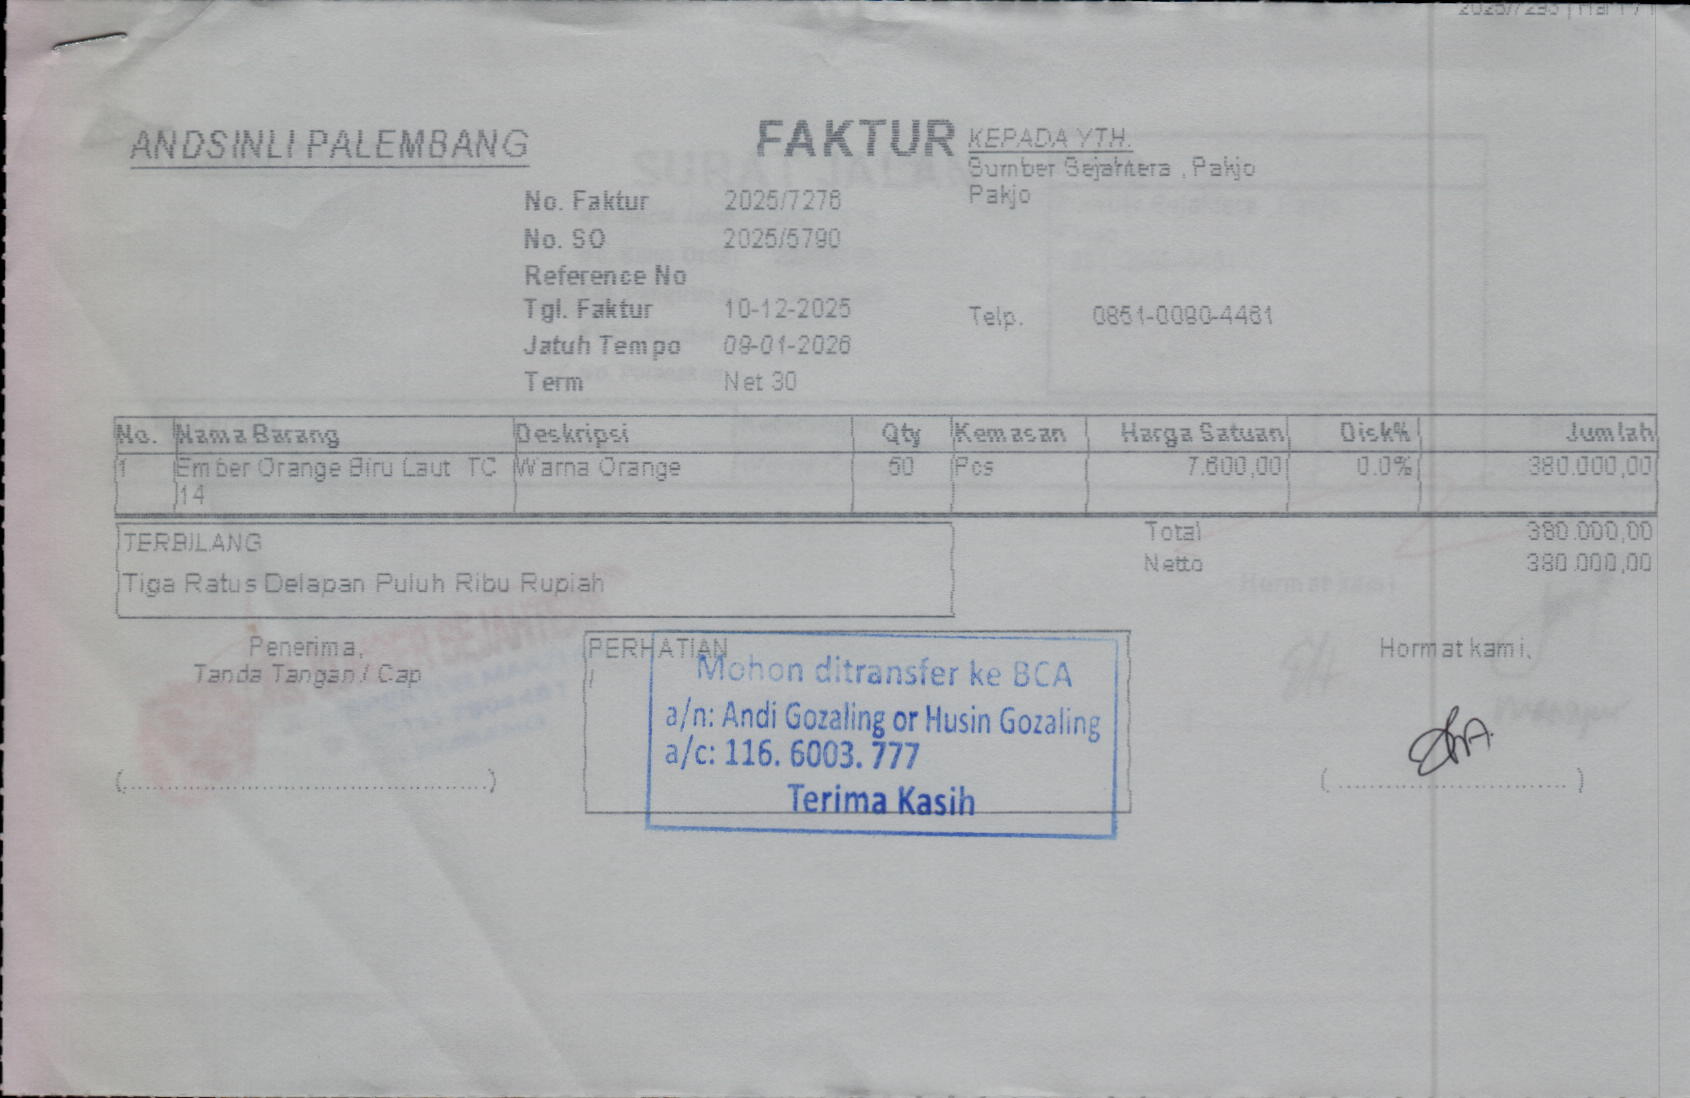 ANDSINLI PALEMBANG
FAKTUR
KEPADA YTH.
Sumber Sejahtera , Pakjo
Pakjo
No. Faktur 2025/7276
No. SO 2025/5790
Reference No
Tgl. Faktur 10-12-2025
Jatuh Tempo 09-01-2026
Term Net 30
Telp. 0851-0090-4461
No. Nama Barang Deskripsi Qty Kemasan Harga Satuan Disk% Jumlah
1 Ember Orange Biru Laut TC Warna Orange 50 Pcs 7.600,00 0.0% 380.000,00
14
Total 380.000,00
Netto 380.000,00
TERBILANG
Tiga Ratus Delapan Puluh Ribu Rupiah
Penerima,
Tanda Tangan / Cap
PERHATIAN
Mohon ditransfer ke BCA
a/n: Andi Gozaling or Husin Gozaling
a/c: 116. 6003. 777
Terima Kasih
Hormat kami,